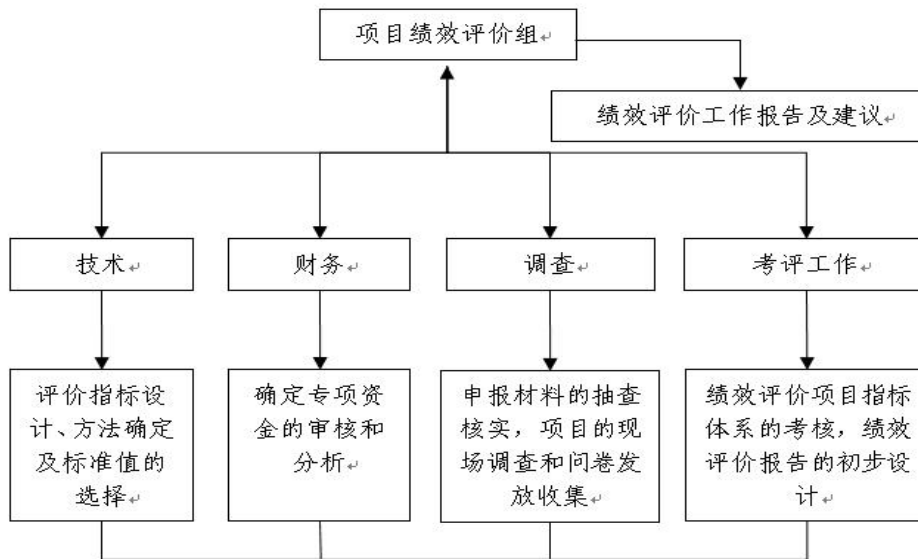 项目绩效评价组
绩效评价工作报告及建议
技术
财务
调查
考评工作
评价指标设
计、方法确定
及标准值的
选择
确定专项资
金的审核和
分析
申报材料的抽查
核实，项目的现
场调查和问卷发
放收集
绩效评价项目指标
体系的考核，绩效
评价报告的初步设
计